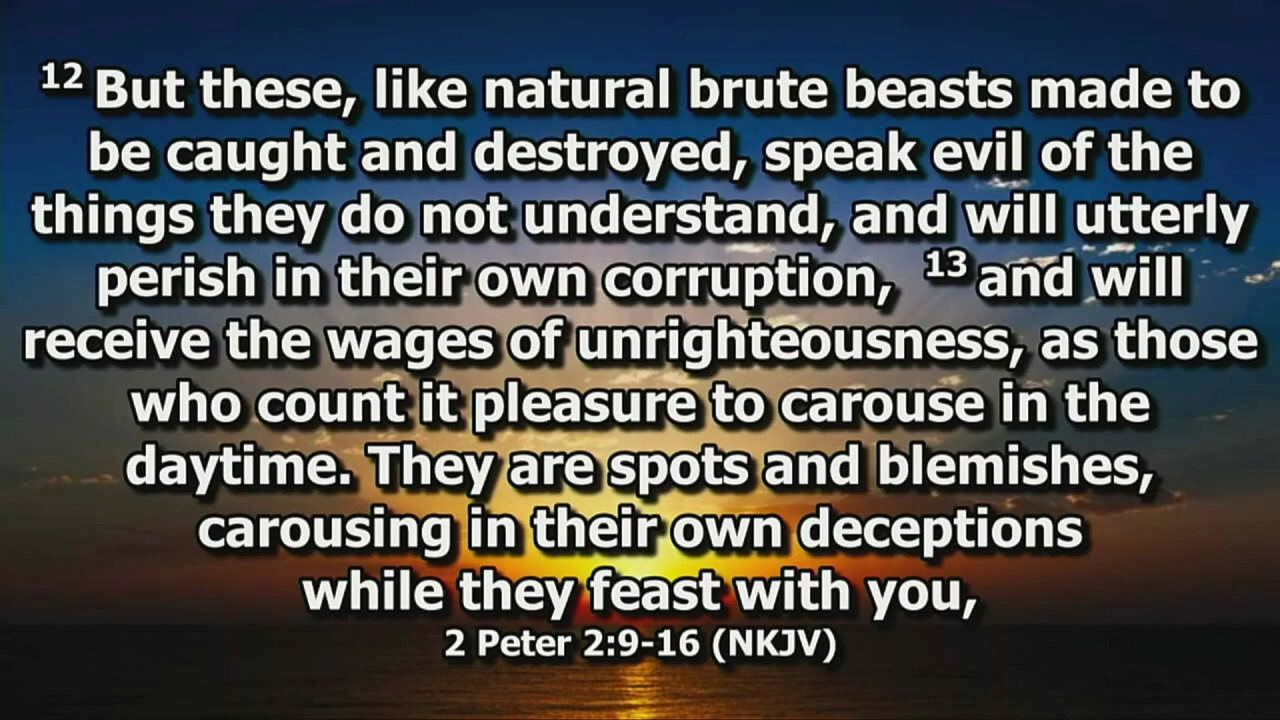 12 But these, like natural brute beasts made to
be caught and destroyed, speak evil of the
things they do not understand, and will utterly
perish in their own corruption, 13 and will
receive the wages of unrighteousness, as those
who count it pleasure to carouse in the
daytime. They are spots and blemishes,
carousing in their own deceptions
while they feast with you,
2 Peter 2:9-16 (NKJV)